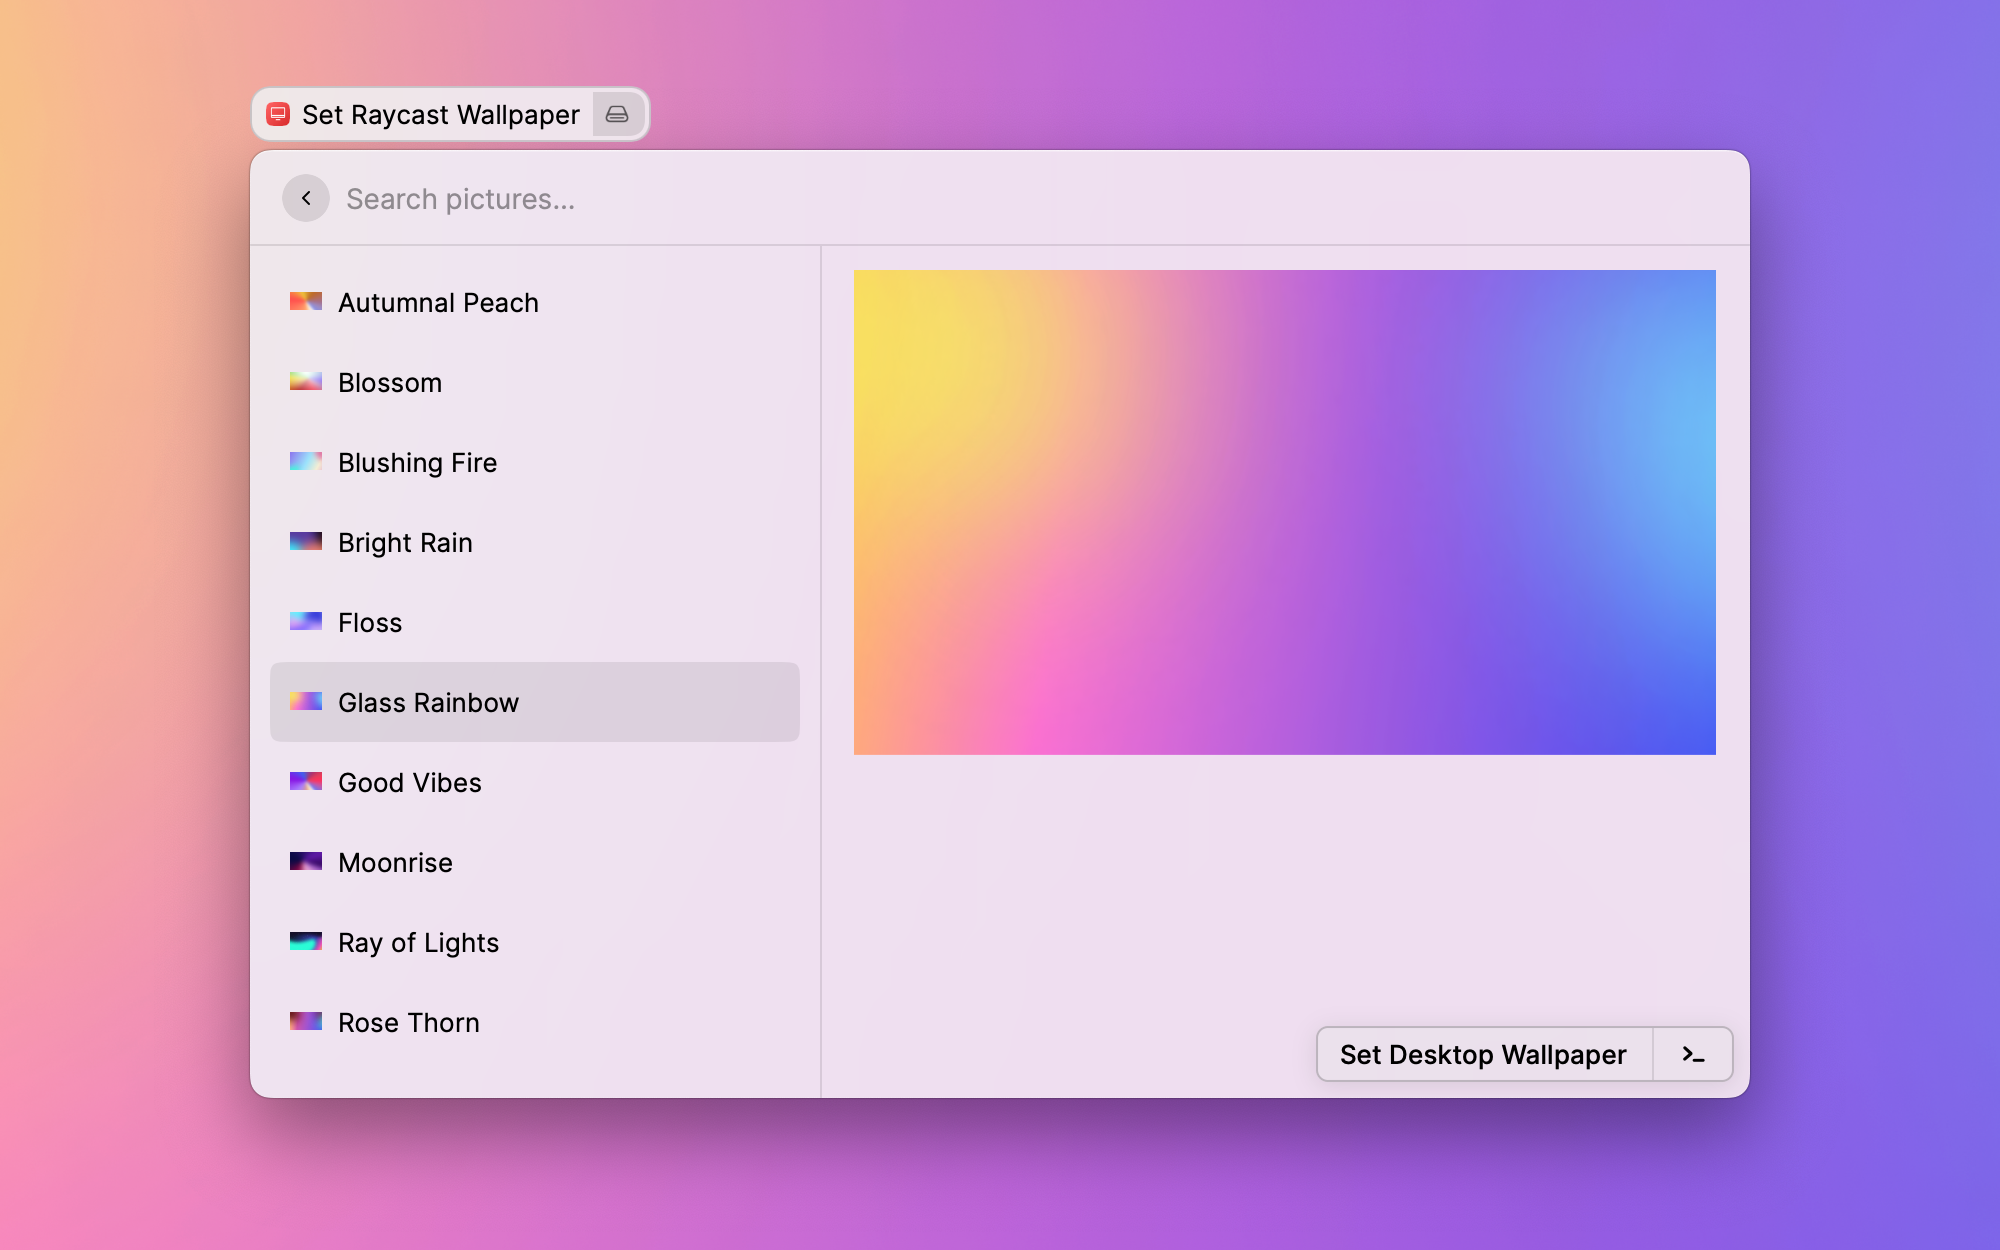 Set Raycast Wallpaper
Search pictures...
Autumnal Peach
Blossom
Blushing Fire
Bright Rain
Floss
Glass Rainbow
Good Vibes
Moonrise
Ray of Lights
Rose Thorn
Set Desktop Wallpaper